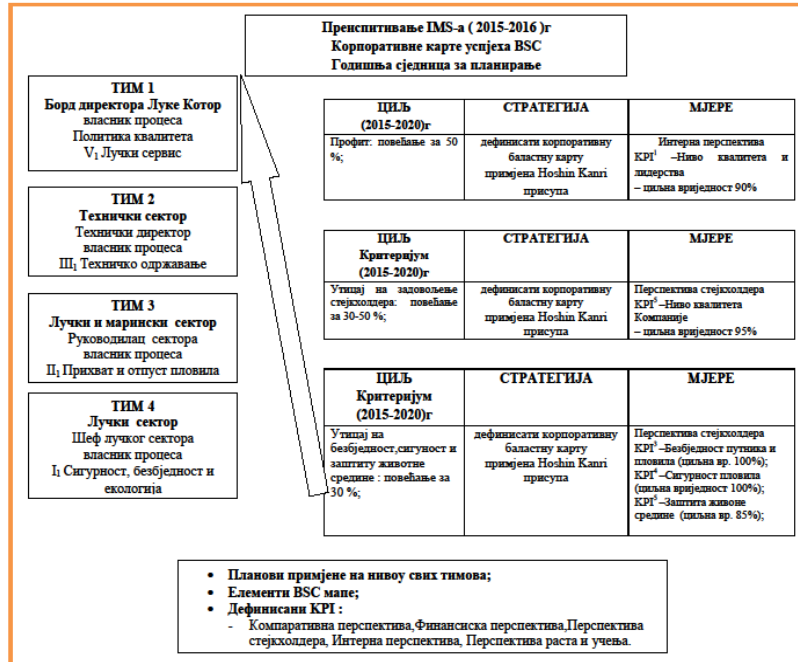 Преиспитивање IMS-а ( 2015-2016 )г
Корпоративне карте успјеха BSC
Годишња сједница за планирање
ТИМ 1
Борд директора Луке Котор
власник процеса
Политика квалитета
V₁ Лучки сервис
ТИМ 2
Технички сектор
Технички директор
власник процеса
III₁ Техничко одржавање
ТИМ 3
Лучки и марински сектор
Руководилац сектора
власник процеса
II₁ Прихват и отпуст пловила
ТИМ 4
Лучки сектор
Шеф лучког сектора
власник процеса
I₁ Сигурност, безбједност и
екологија
ЦИЉ
(2015-2020)г
СТРАТЕГИЈА
МЈЕРЕ
Профит: повећање за 50
%;
дефинисати корпоративну
баластну карту
примјена Hoshin Kanri
присупа
Интерна перспектива
KPI¹ –Ниво квалитета и
лидерства
– циљна вриједност 90%
ЦИЉ
Критеријум
(2015-2020)г
СТРАТЕГИЈА
МЈЕРЕ
Утицај на задовољење
стејкхолдера: повећање
за 30-50 %;
дефинисати корпоративну
баластну карту
примјена Hoshin Kanri
присупа
Перспектива стејкхолдера
KPI⁵ –Ниво квалитета
Компаније
– циљна вриједност 95%
ЦИЉ
Критеријум
(2015-2020)г
СТРАТЕГИЈА
МЈЕРЕ
Утицај на
безбједност,сигуност и
заштиту животне
средине : повећање за
30 %;
дефинисати корпоративну
баластну карту
примјена Hoshin Kanri
присупа
Перспектива стејкхолдера
KPI³ –Безбједност путника и
пловила (циљна вр. 100%);
KPI⁴ –Сигурност пловила
(циљна вриједност 100%);
KPI⁵ –Заштита живоне
средине (циљна вр. 85%);
• Планови примјене на нивоу свих тимова;
• Елементи BSC мапе;
• Дефинисани KPI :
- Компаративна перспектива,Финансиска перспектива,Перспектива
стејкхолдера, Интерна перспектива, Перспектива раста и учења.